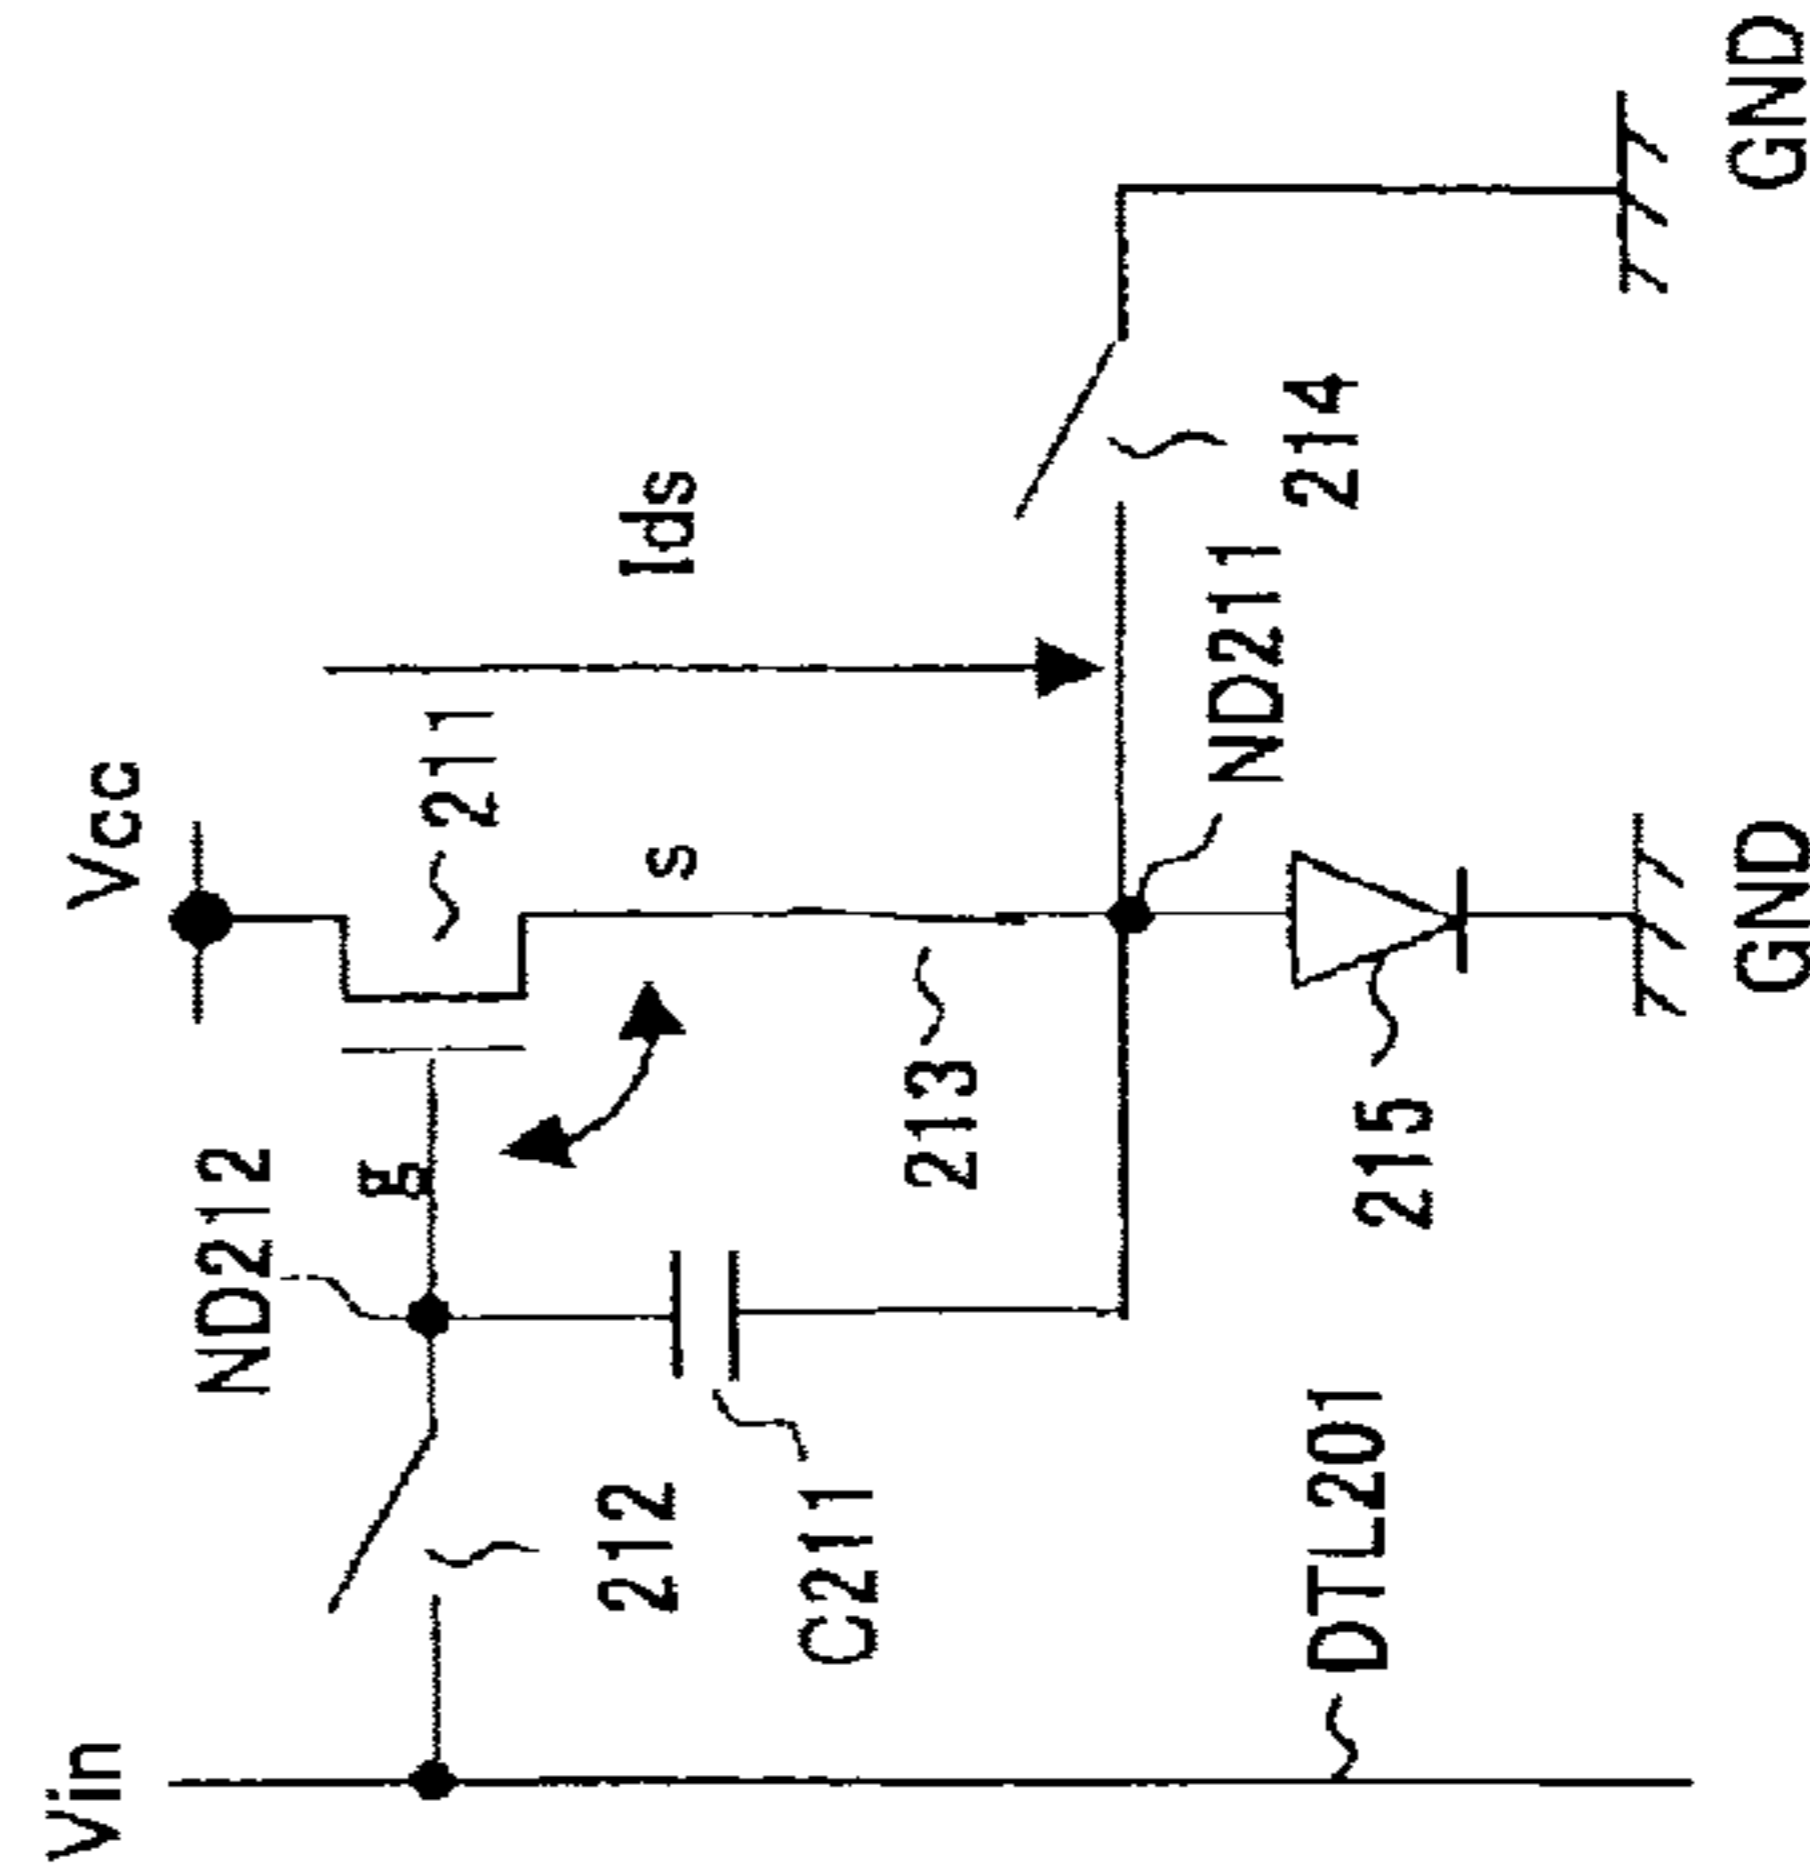 Vin
Vcc
ND212
g
211
s
Ids
212
C211
213
ND211
214
DTL201
215
GND
GND